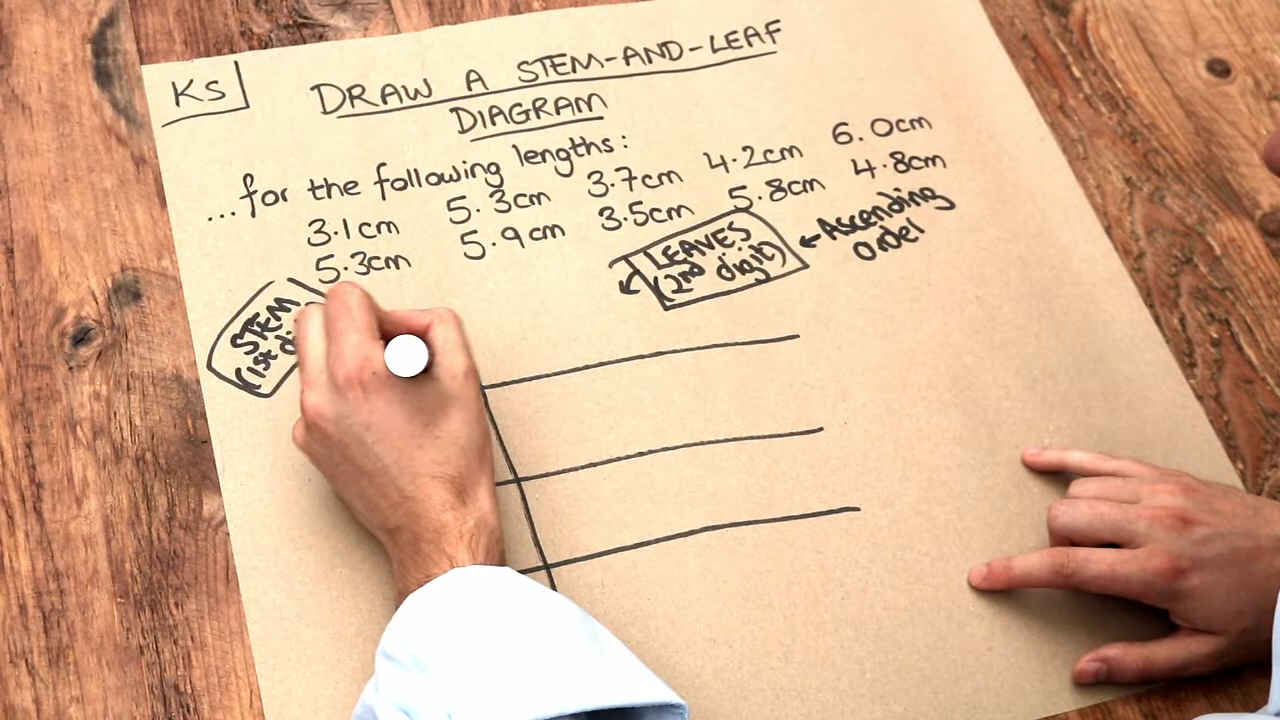 KS
DRAW A STEM-AND-LEAF
DIAGRAM
...for the following lengths:
3.1cm 5.3cm 3.7cm 4.2cm 6.0cm
5.3cm 5.9cm 3.5cm 5.8cm 4.8cm
LEAVES
(2nd digit)
← Ascending
order
STEM
(1st